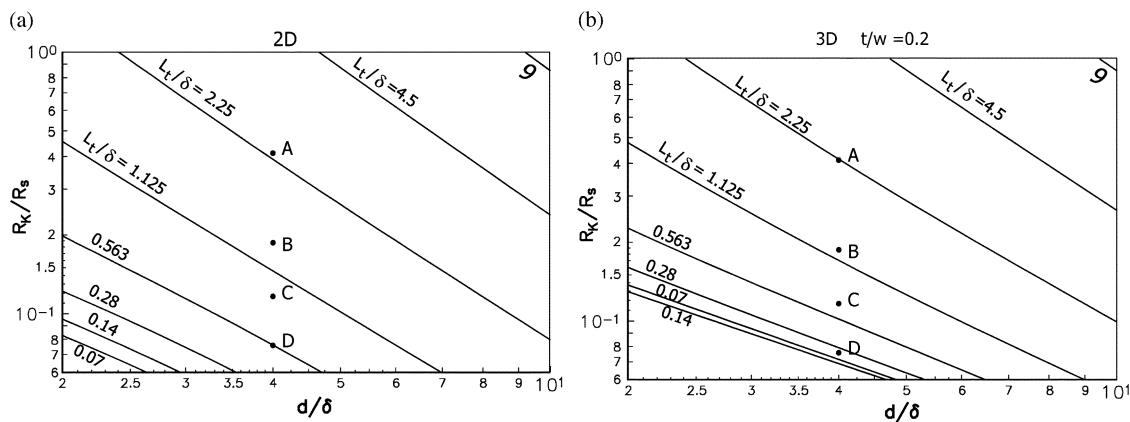 (a)
2D
10⁰
8
7
6
5
4
3
2
1.5
10⁻¹
8
7
6
R_K/R_s
L_t/δ = 2.25
L_t/δ =4.5
9
L_t/δ = 1.125
0.563
0.28
0.14
0.07
A
B
C
D
2 2.5 3 3.5 4 5 6 7 8 10¹
d/δ
(b)
3D t/w =0.2
10⁰
8
7
6
5
4
3
2
1.5
10⁻¹
8
7
6
R_K/R_s
L_t/δ = 2.25
L_t/δ =4.5
9
L_t/δ = 1.125
0.563
0.28
0.07
0.14
A
B
C
D
2 2.5 3 3.5 4 5 6 7 8 10¹
d/δ